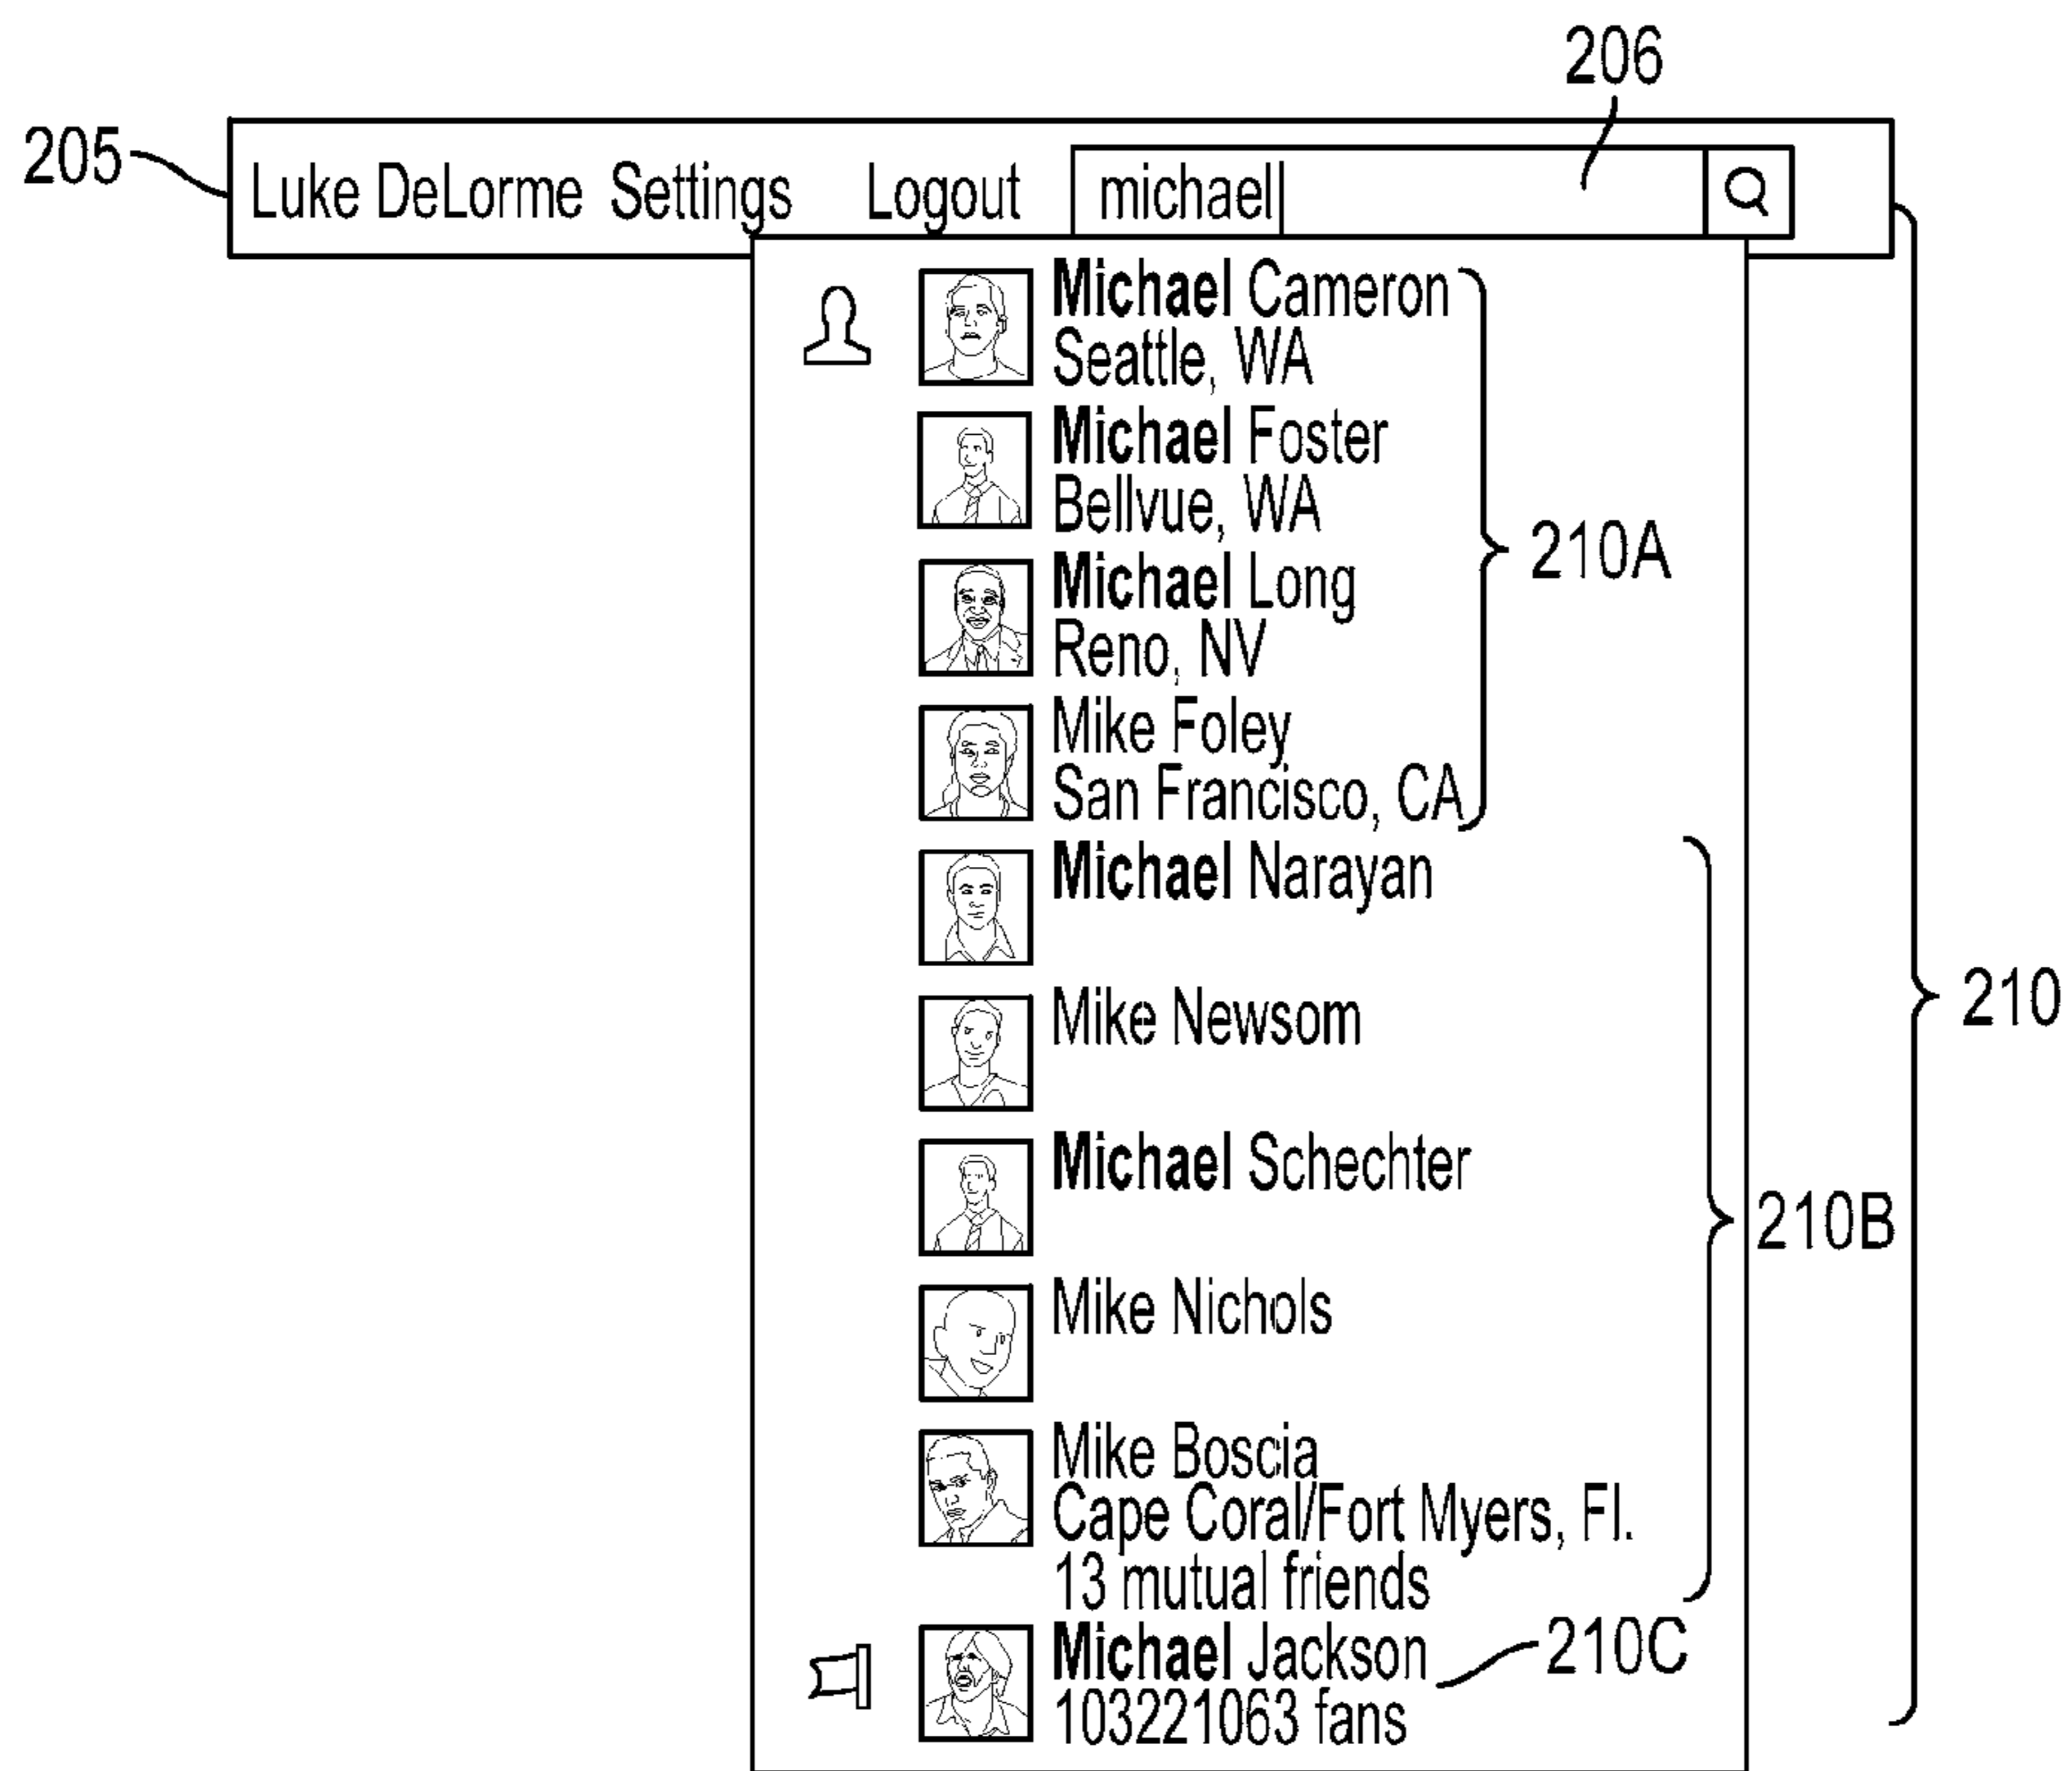 206
205
Luke DeLorme Settings Logout michael
Michael Cameron
Seattle, WA
Michael Foster
Bellvue, WA
210A
Michael Long
Reno, NV
Mike Foley
San Francisco, CA
Michael Narayan
210
Mike Newsom
Michael Schechter
210B
Mike Nichols
Mike Boscia
Cape Coral/Fort Myers, Fl.
13 mutual friends
Michael Jackson
210C
103221063 fans